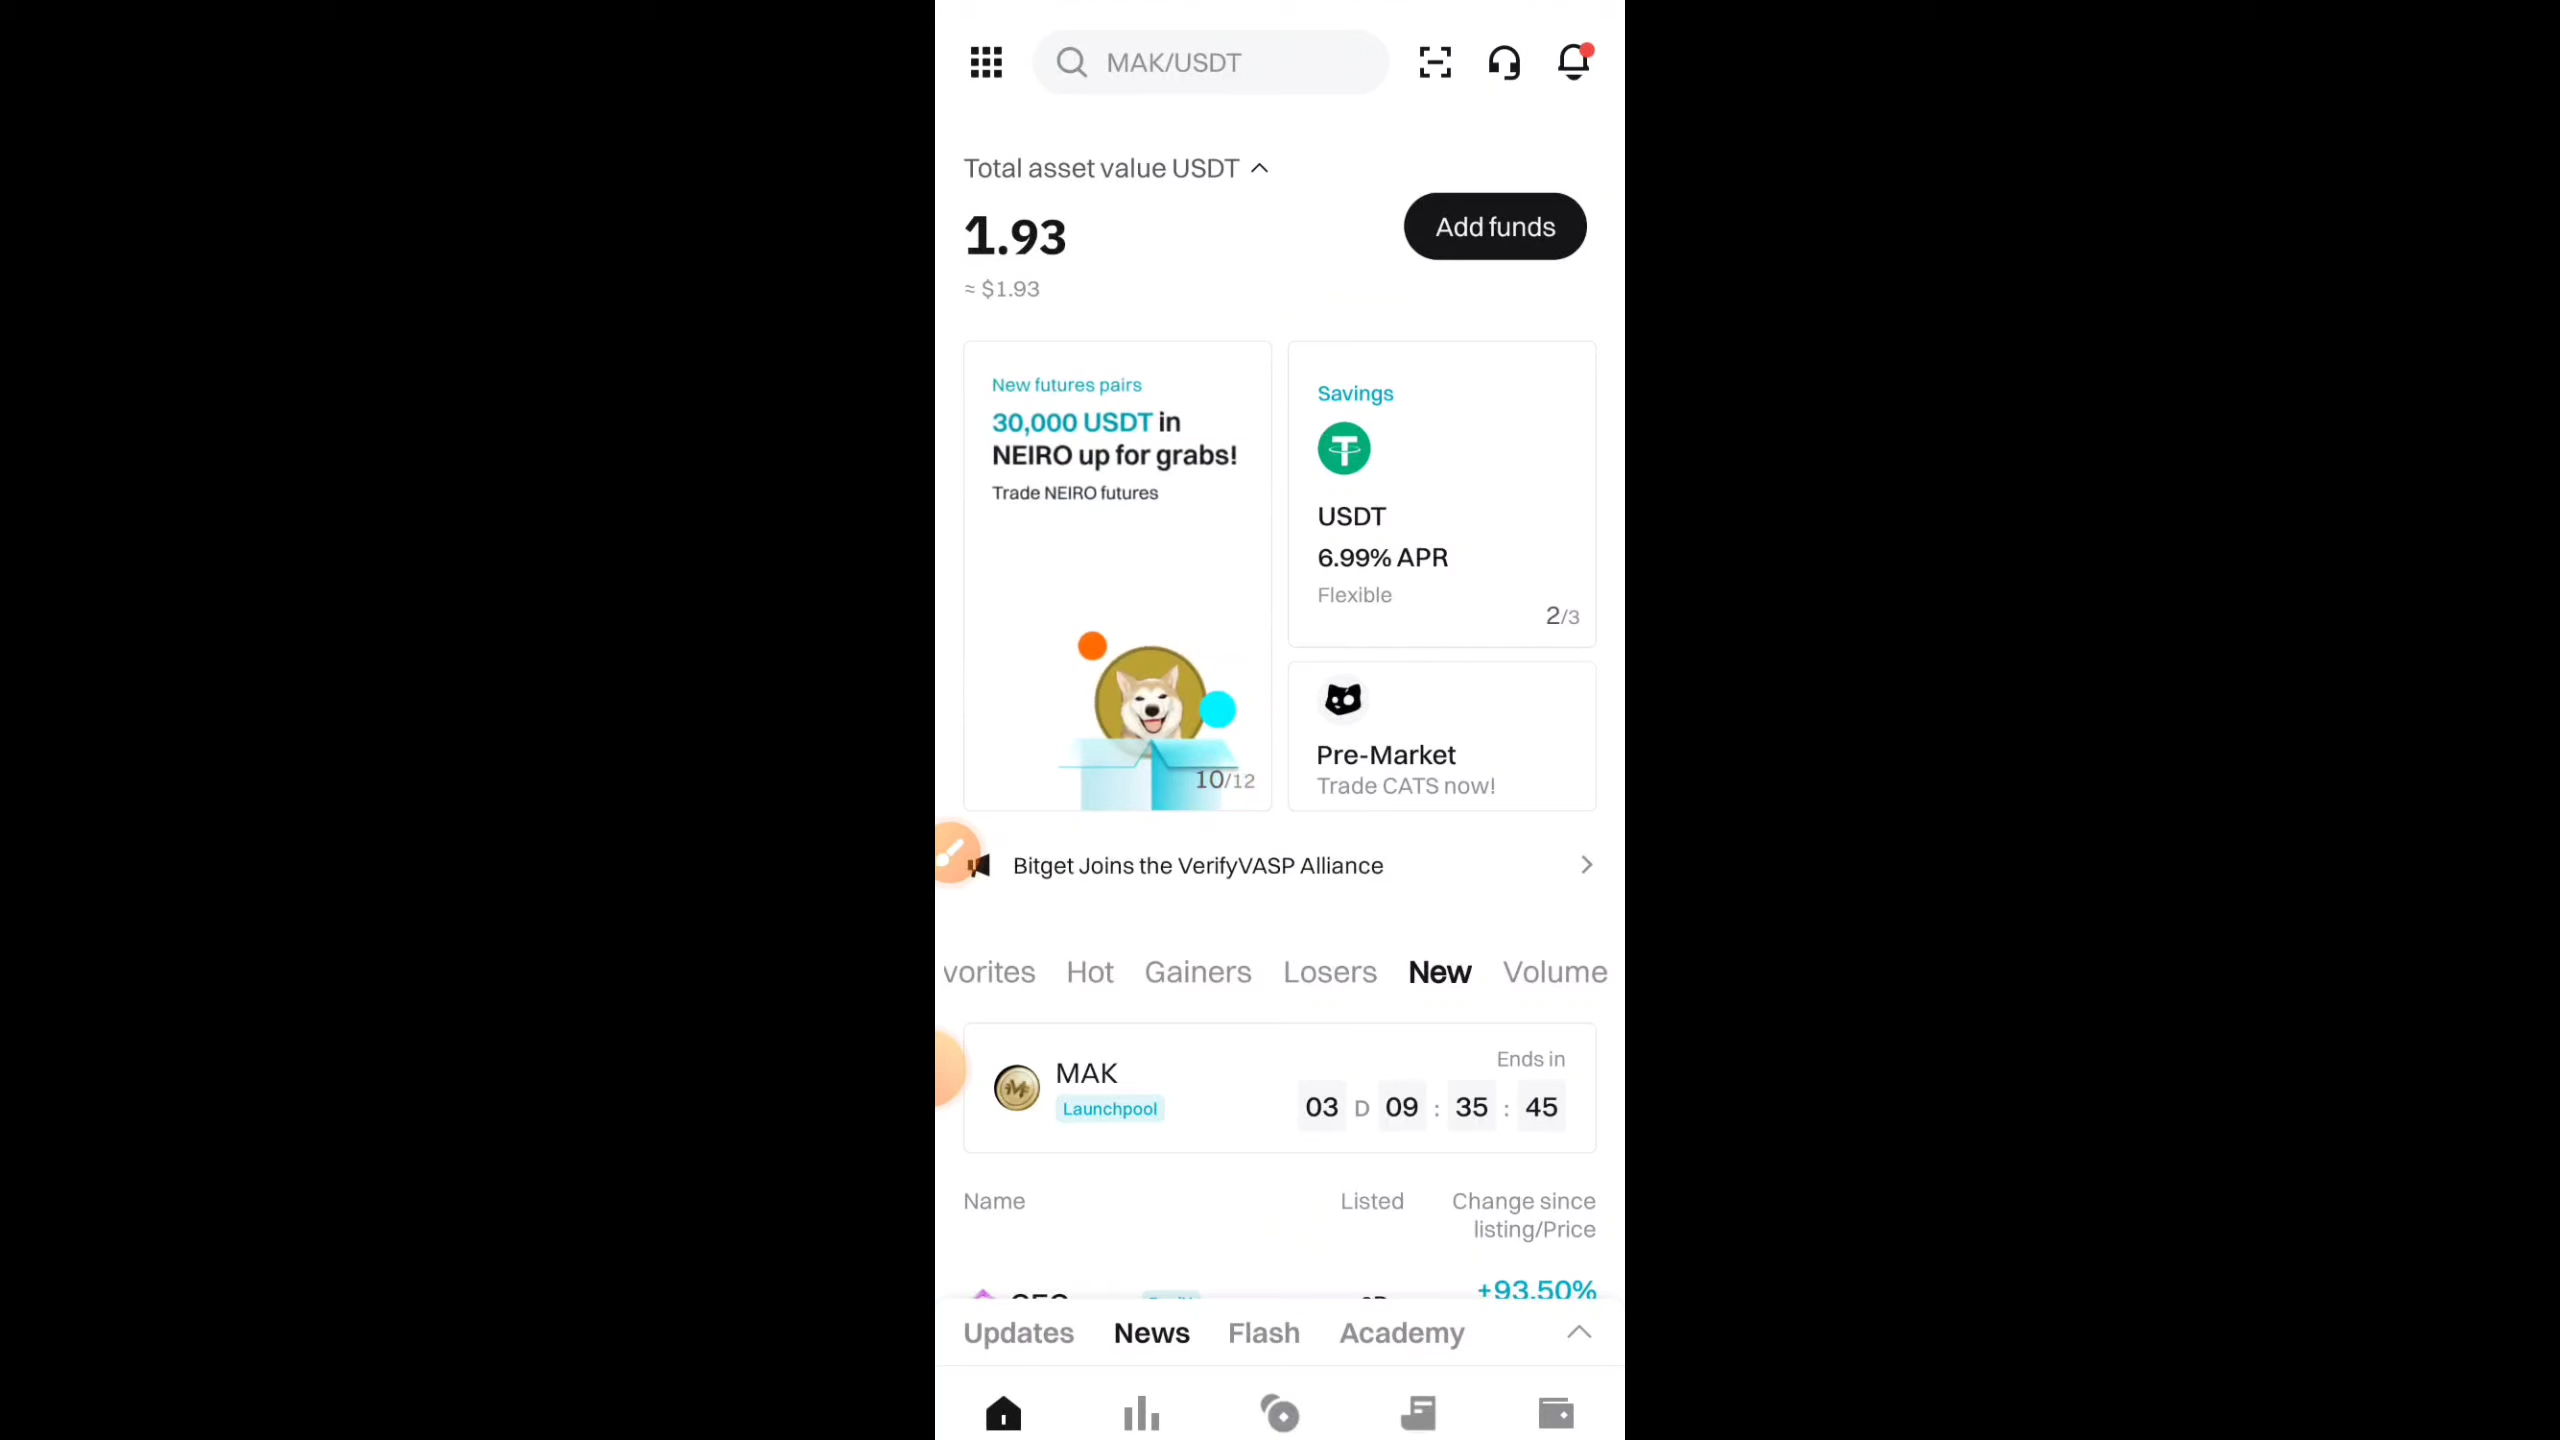 MAK/USDT
Total asset value USDT
1.93
Add funds
≈ $1.93
New futures pairs
30,000 USDT in
NEIRO up for grabs!
Trade NEIRO futures
10/12
Savings
USDT
6.99% APR
Flexible
2/3
Pre-Market
Trade CATS now!
Bitget Joins the VerifyVASP Alliance
vorites Hot Gainers Losers New Volume
MAK
Launchpool
Ends in
03 D 09 : 35 : 45
Name Listed Change since
listing/Price
+93.50%
Updates News Flash Academy